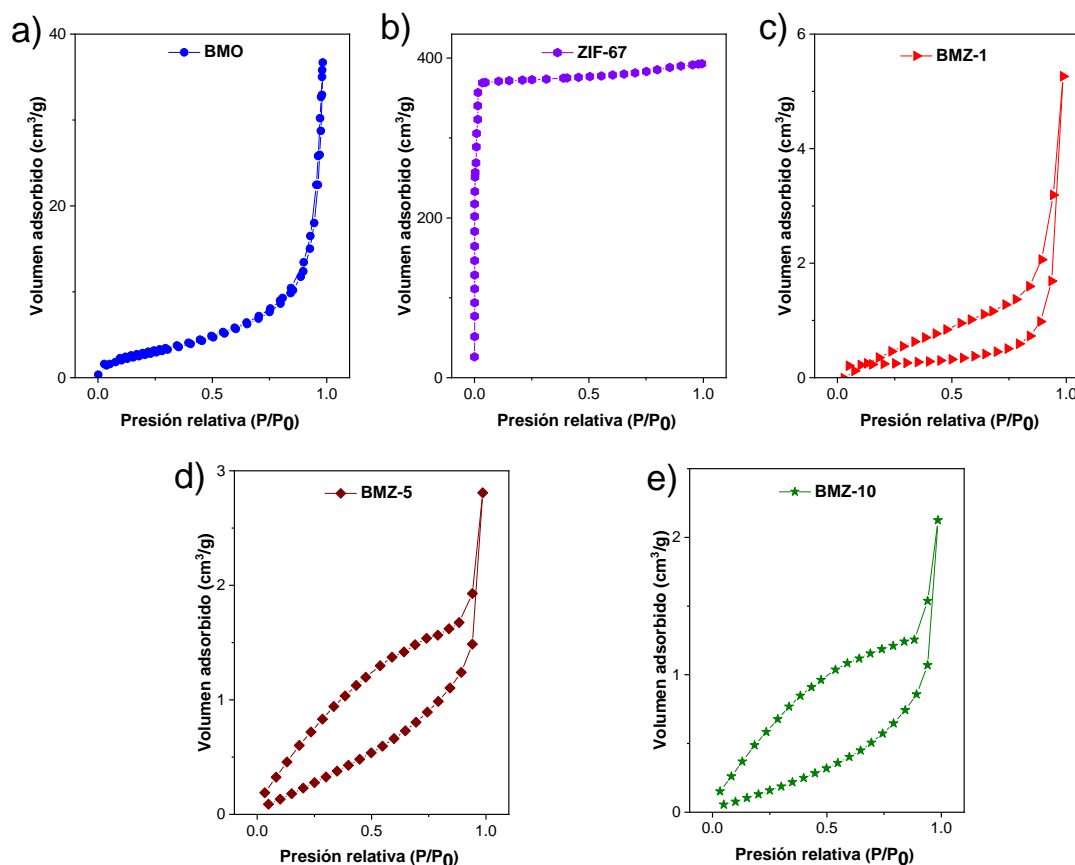 a)
BMO
Volumen adsorbido (cm³/g)
40
20
0
0.0 0.5 1.0
Presión relativa (P/P0)
b)
ZIF-67
Volumen adsorbido (cm³/g)
400
200
0
0.0 0.5 1.0
Presión relativa (P/P0)
c)
BMZ-1
Volumen adsorbido (cm³/g)
6
4
2
0
0.0 0.5 1.0
Presión relativa (P/P0)
d)
BMZ-5
Volumen adsorbido (cm³/g)
3
2
1
0
0.0 0.5 1.0
Presión relativa (P/P0)
e)
BMZ-10
Volumen adsorbido (cm³/g)
2
1
0
0.0 0.5 1.0
Presión relativa (P/P0)